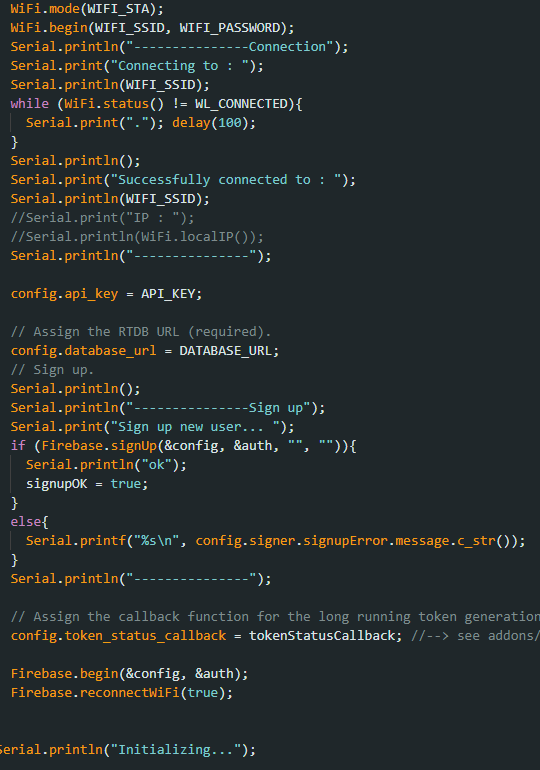 WiFi.mode(WIFI_STA);
WiFi.begin(WIFI_SSID, WIFI_PASSWORD);
Serial.println("---------------Connection");
Serial.print("Connecting to : ");
Serial.println(WIFI_SSID);
while (WiFi.status() != WL_CONNECTED){
  Serial.print("."); delay(100);
}
Serial.println();
Serial.print("Successfully connected to : ");
Serial.println(WIFI_SSID);
//Serial.print("IP : ");
//Serial.println(WiFi.localIP());
Serial.println("---------------");

config.api_key = API_KEY;

// Assign the RTDB URL (required).
config.database_url = DATABASE_URL;
// Sign up.
Serial.println();
Serial.println("---------------Sign up");
Serial.print("Sign up new user... ");
if (Firebase.signUp(&config, &auth, "", "")){
  Serial.println("ok");
  signupOK = true;
}
else{
  Serial.printf("%s\n", config.signer.signupError.message.c_str());
}
Serial.println("---------------");

// Assign the callback function for the long running token generation
config.token_status_callback = tokenStatusCallback; //--> see addons/

Firebase.begin(&config, &auth);
Firebase.reconnectWiFi(true);

Serial.println("Initializing...");